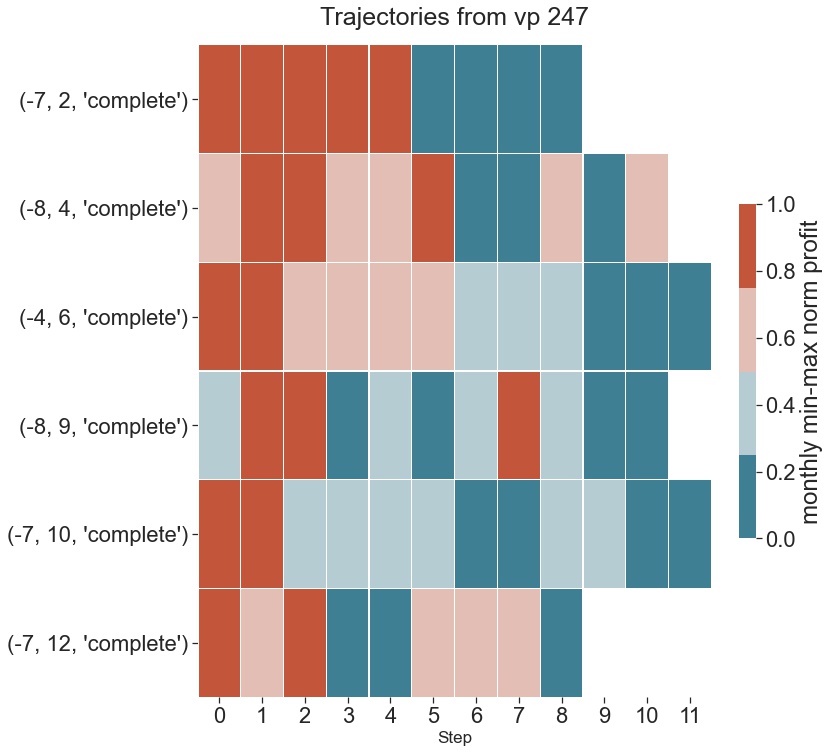 Trajectories from vp 247
(-7, 2, 'complete')
(-8, 4, 'complete')
(-4, 6, 'complete')
(-8, 9, 'complete')
(-7, 10, 'complete')
(-7, 12, 'complete')
0 1 2 3 4 5 6 7 8 9 10 11
Step
1.0
0.8
0.6
0.4
0.2
0.0
monthly min-max norm profit